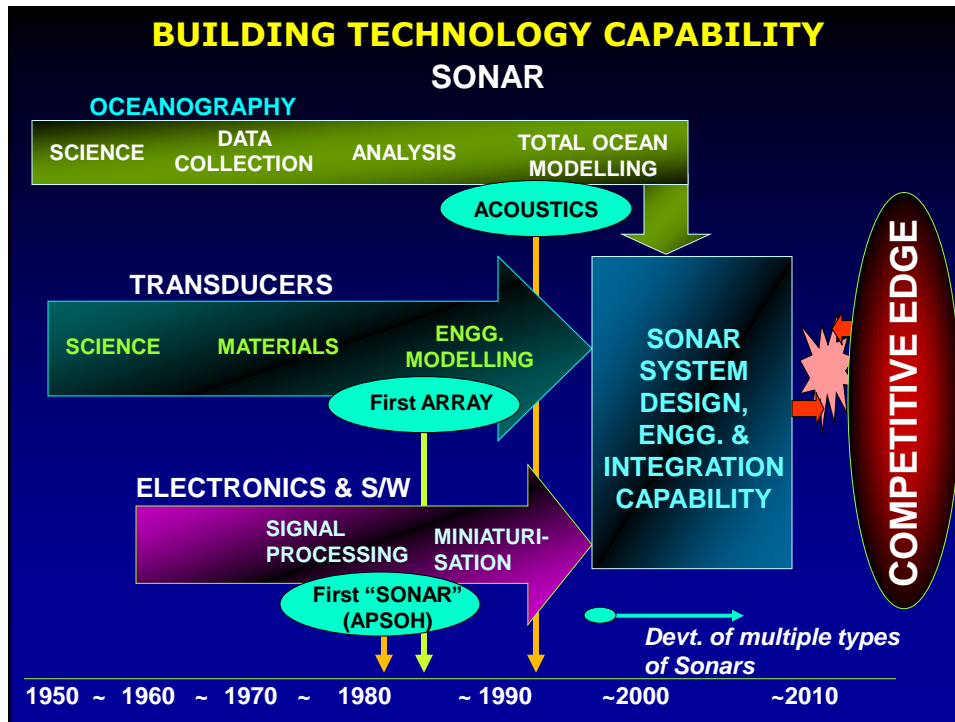 BUILDING TECHNOLOGY CAPABILITY
SONAR
OCEANOGRAPHY
SCIENCE
DATA
COLLECTION
ANALYSIS
TOTAL OCEAN
MODELLING
ACOUSTICS
TRANSDUCERS
SCIENCE
MATERIALS
ENGG.
MODELLING
First ARRAY
ELECTRONICS & S/W
SIGNAL
PROCESSING
MINIATURI-
SATION
First “SONAR”
(APSOH)
SONAR
SYSTEM
DESIGN,
ENGG. &
INTEGRATION
CAPABILITY
COMPETITIVE EDGE
Devt. of multiple types
of Sonars
1950 ~ 1960 ~ 1970 ~ 1980 ~ 1990 ~2000 ~2010